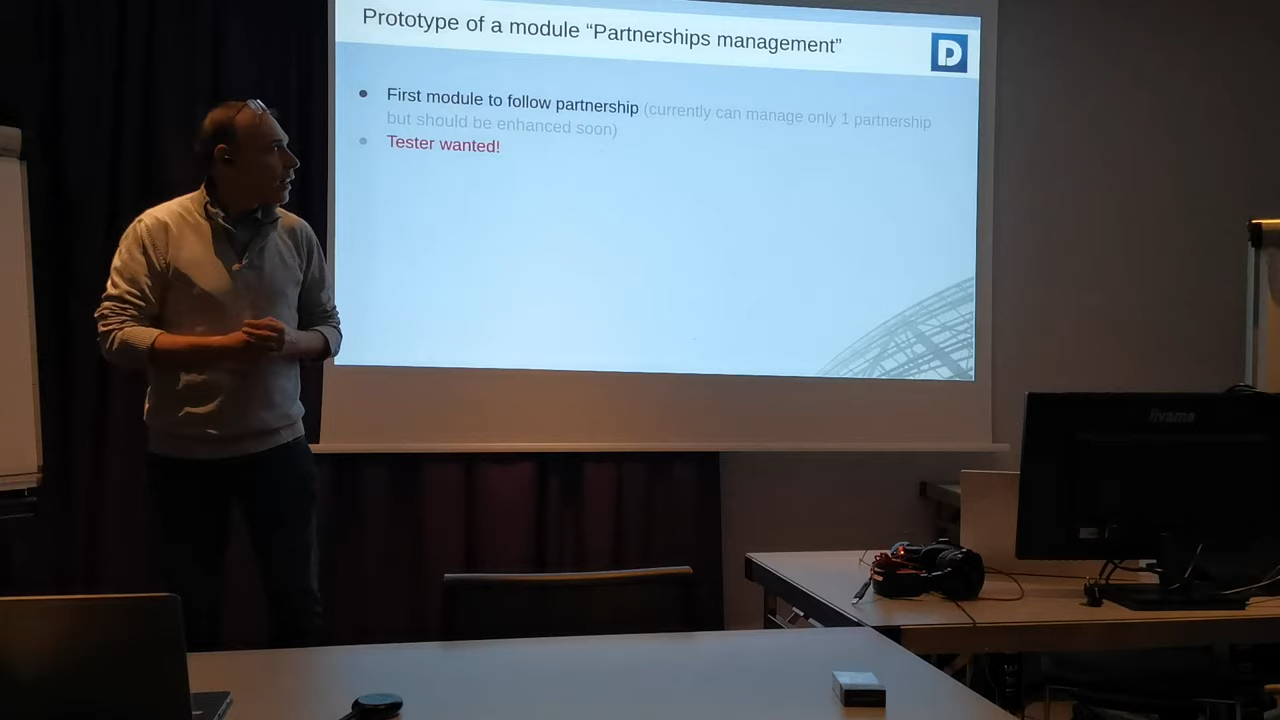 Prototype of a module “Partnerships management”
D
First module to follow partnership (currently can manage only 1 partnership
but should be enhanced soon)
Tester wanted!
iiyama